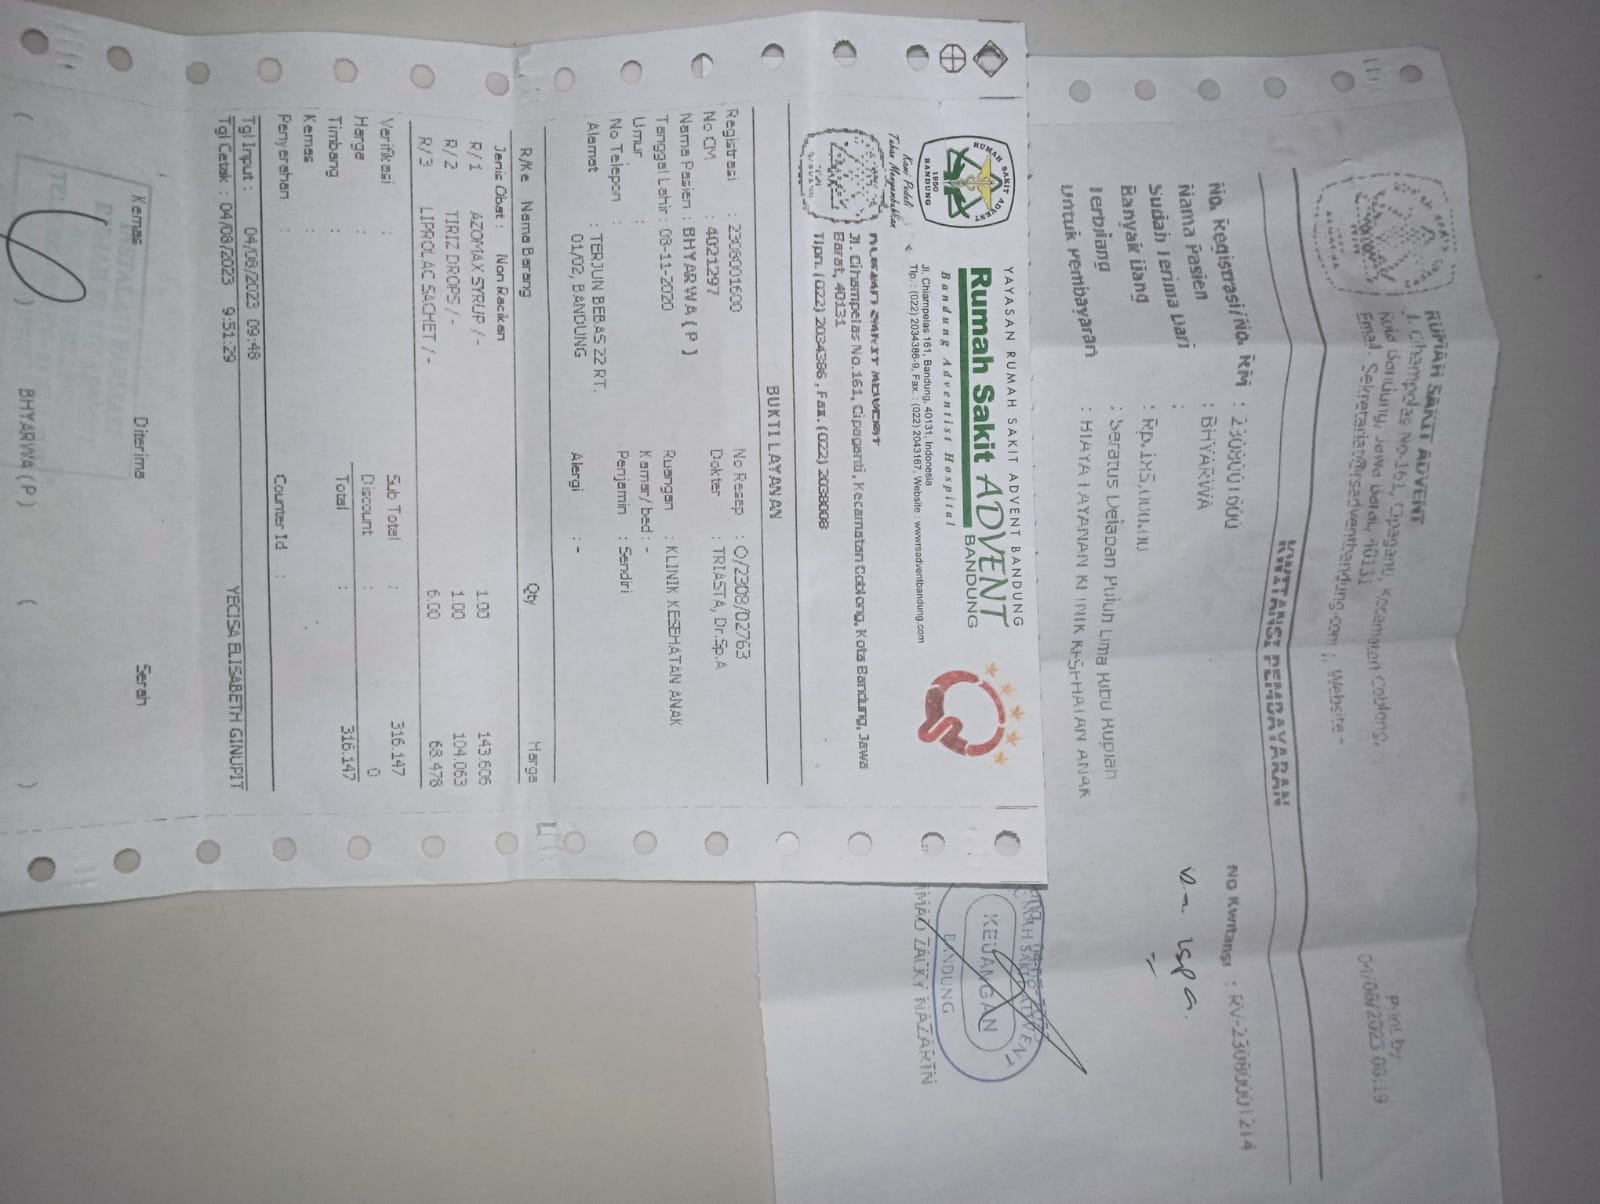 RUMAH SAKIT ADVENT
Jl. Cihampelas No.161, Cipaganti, Kecamatan Coblong,
Kota Bandung, Jawa Barat, 40131
Email. Sekretariat@rsadventbandung.com ;, Website -
Print by
04/08/2023 08:19
KWITANSI PEMBAYARAN
No. Registrasi/No. RM : 2308001600
No Kwitansi : RV-23080001214
Nama Pasien : BHYARWA
Sudah Terima Dari :
Banyak Uang : Rp.185,000.00
Terbilang : Seratus Delapan Puluh Lima Ribu Rupiah
Untuk Pembayaran : BIAYA LAYANAN KLINIK KESEHATAN ANAK
RUMAH SAKIT ADVENT
KEUANGAN
BANDUNG
MAD ZACKY NAZARIN
RUMAH SAKIT ADVENT
1950
BANDUNG
Kami Peduli
Tuhan Menyembuhkan
YAYASAN RUMAH SAKIT ADVENT BANDUNG
Rumah Sakit ADVENT
BANDUNG
Bandung Adventist Hospital
Jl. Chiampelas 161, Bandung, 40131, Indonesia
Tlp. : (022) 2034386-9, Fax. : (022) 2043167, Website : wwwrsadventbandung.com
RUMAH SAKIT ADVENT
Jl. Cihampelas No.161, Cipaganti, Kecamatan Coblong, Kota Bandung, Jawa
Barat, 40131
Tlpn. (022) 2034386 , Fax. (022) 2038008
BUKTI LAYANAN
Registrasi : 2308001600
No Resep : O/2308/02763
No CM : 4021297
Dokter : TRIASTA, Dr.Sp.A
Nama Pasien : BHYARWA ( P )
Tanggal Lahir : 08-11-2020
Ruangan : KLINIK KESEHATAN ANAK
Umur :
Kamar/ bed : -
No Telepon :
Penjamin : Sendiri
Alamat : TERJUN BEBAS 22 RT.
01/02, BANDUNG
Alergi : -
R/Ke Nama Barang Qty Harga
Jenis Obat : Non Racikan
R/ 1 AZOMAX SYRUP / - 1.00 143.606
R/ 2 TIRIZ DROPS / - 1.00 104.063
R/ 3 LIPROLAC SACHET / - 6.00 68.478
Verifikasi :
Sub Total : 316.147
Harga :
Discount : 0
Timbang :
Total : 316.147
Kemas :
Penyerahan :
Counter Id :
Tgl Input : 04/08/2023 09:48
Tgl Cetak : 04/08/2023 9:51:29
YECISA ELISABETH GINUPIT
Kemas Diterima Serah
( ) BHYARWA ( P ) ( )